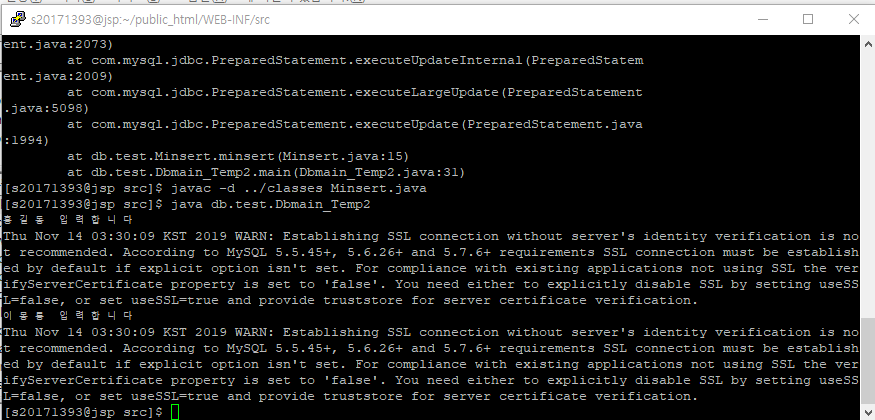 s20171393@jsp:~/public_html/WEB-INF/src
ent.java:2073)
at com.mysql.jdbc.PreparedStatement.executeUpdateInternal(PreparedStatem
ent.java:2009)
at com.mysql.jdbc.PreparedStatement.executeLargeUpdate(PreparedStatement
.java:5098)
at com.mysql.jdbc.PreparedStatement.executeUpdate(PreparedStatement.java
:1994)
at db.test.Minsert.minsert(Minsert.java:15)
at db.test.Dbmain_Temp2.main(Dbmain_Temp2.java:31)
[s20171393@jsp src]$ javac -d ../classes Minsert.java
[s20171393@jsp src]$ java db.test.Dbmain_Temp2
홍길동 입력합니다
Thu Nov 14 03:30:09 KST 2019 WARN: Establishing SSL connection without server's identity verification is no
t recommended. According to MySQL 5.5.45+, 5.6.26+ and 5.7.6+ requirements SSL connection must be establish
ed by default if explicit option isn't set. For compliance with existing applications not using SSL the ver
ifyServerCertificate property is set to 'false'. You need either to explicitly disable SSL by setting useSS
L=false, or set useSSL=true and provide truststore for server certificate verification.
이몽룡 입력합니다
Thu Nov 14 03:30:09 KST 2019 WARN: Establishing SSL connection without server's identity verification is no
t recommended. According to MySQL 5.5.45+, 5.6.26+ and 5.7.6+ requirements SSL connection must be establish
ed by default if explicit option isn't set. For compliance with existing applications not using SSL the ver
ifyServerCertificate property is set to 'false'. You need either to explicitly disable SSL by setting useSS
L=false, or set useSSL=true and provide truststore for server certificate verification.
[s20171393@jsp src]$